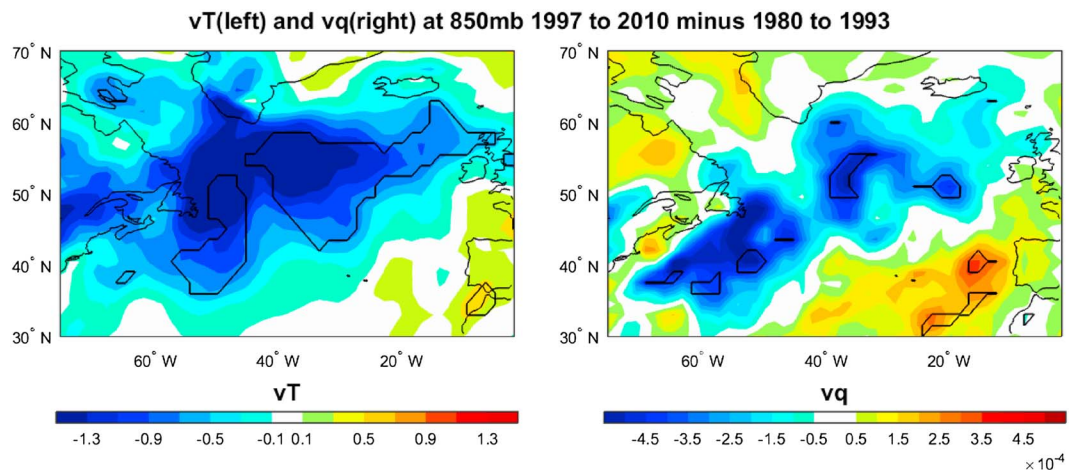 vT(left) and vq(right) at 850mb 1997 to 2010 minus 1980 to 1993
70° N
60° N
50° N
40° N
30° N
60° W
40° W
20° W
vT
-1.3 -0.9 -0.5 -0.1 0.1 0.5 0.9 1.3
70° N
60° N
50° N
40° N
30° N
60° W
40° W
20° W
vq
-4.5 -3.5 -2.5 -1.5 -0.5 0.5 1.5 2.5 3.5 4.5
×10⁻⁴